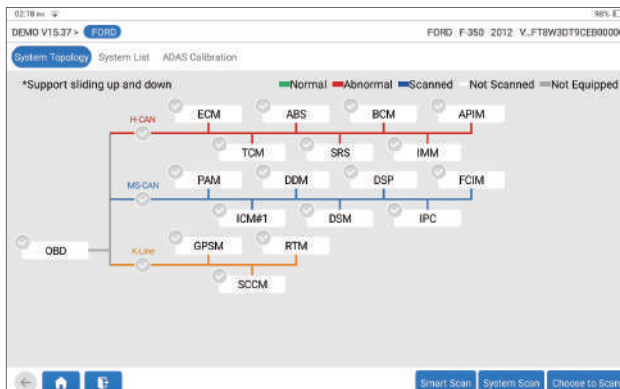 02:18 PM 98%
DEMO V15.37 > FORD FORD F-350 2012 V...FT8W3DT9CEB00000
System Topology System List ADAS Calibration
*Support sliding up and down Normal Abnormal Scanned Not Scanned Not Equipped
H-CAN ECM ABS BCM APIM
TCM SRS IMM
MS-CAN PAM DDM DSP FCIM
ICM#1 DSM IPC
OBD K-Line GPSM RTM
SCCM
Smart Scan System Scan Choose to Scan